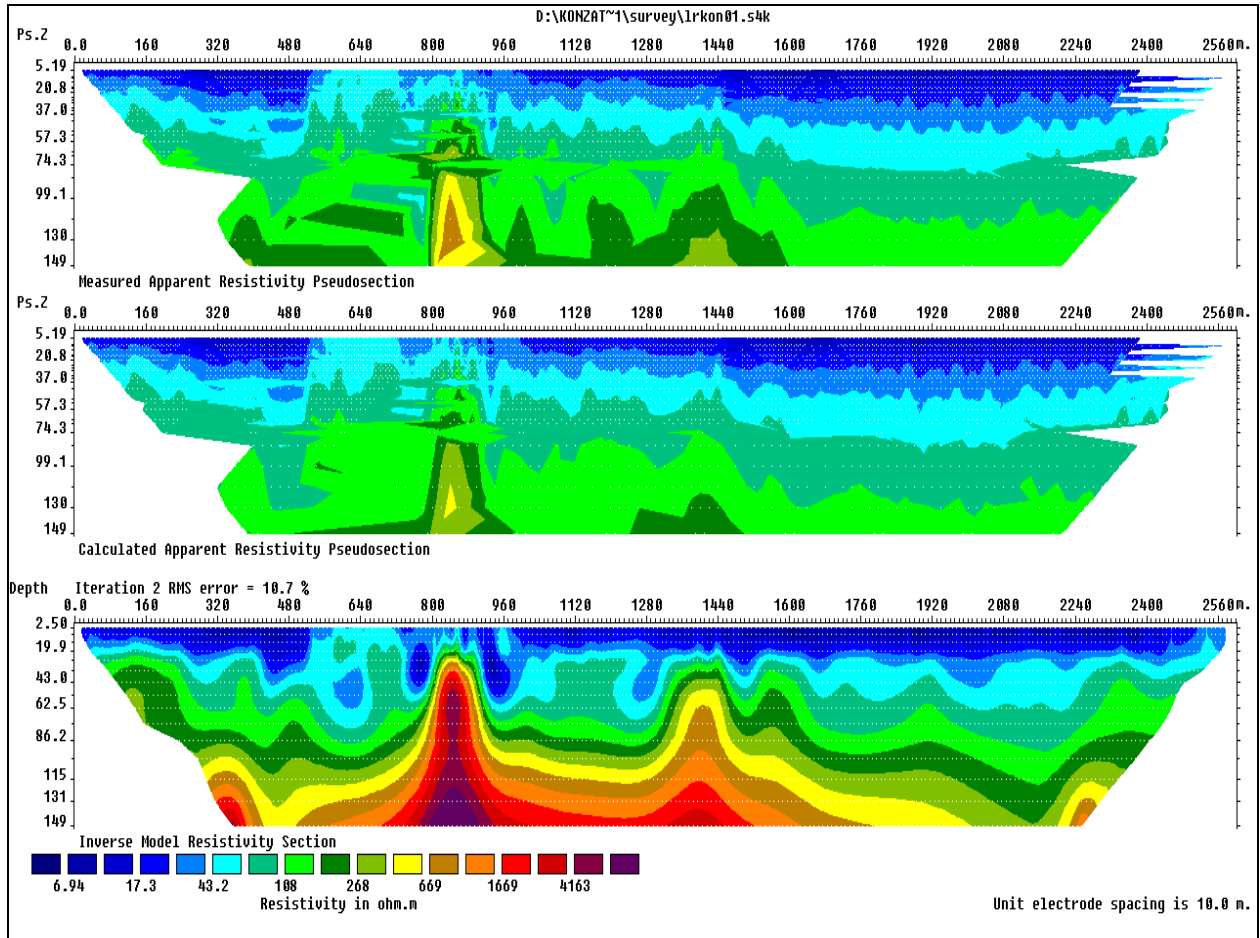 D:\KONZAT~1\survey\lrkon01.s4k
Ps.Z
0.0 160 320 480 640 800 960 1120 1280 1440 1600 1760 1920 2080 2240 2400 2560m.
5.19
20.8
37.0
57.3
74.3
99.1
130
149
Measured Apparent Resistivity Pseudosection
Ps.Z
0.0 160 320 480 640 800 960 1120 1280 1440 1600 1760 1920 2080 2240 2400 2560m.
5.19
20.8
37.0
57.3
74.3
99.1
130
149
Calculated Apparent Resistivity Pseudosection
Depth Iteration 2 RMS error = 10.7 %
0.0 160 320 480 640 800 960 1120 1280 1440 1600 1760 1920 2080 2240 2400 2560m.
2.50
19.9
43.0
62.5
86.2
115
131
149
Inverse Model Resistivity Section
6.94 17.3 43.2 108 268 669 1669 4163
Resistivity in ohm.m Unit electrode spacing is 10.0 m.